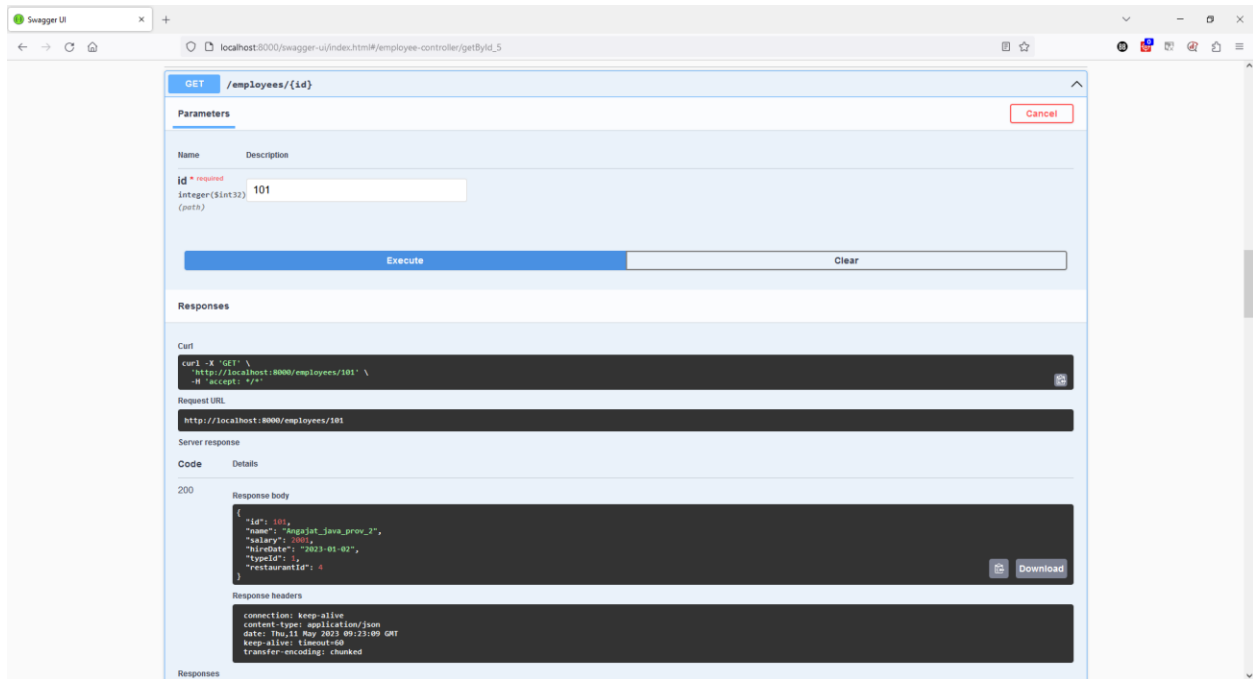 Swagger UI
localhost:8000/swagger-ui/index.html#/employee-controller/getById_5
GET /employees/{id}
Parameters
Cancel
Name Description
id * required
integer($int32)
(path)
101
Execute Clear
Responses
Curl
curl -X 'GET' \
'http://localhost:8000/employees/101' \
-H 'accept: */*'
Request URL
http://localhost:8000/employees/101
Server response
Code Details
200
Response body
{
"id": 101,
"name": "Angajat_java_prov_2",
"salary": 2001,
"hireDate": "2023-01-02",
"typeId": 1,
"restaurantId": 4
}
Download
Response headers
connection: keep-alive
content-type: application/json
date: Thu,11 May 2023 09:23:09 GMT
keep-alive: timeout=60
transfer-encoding: chunked
Responses